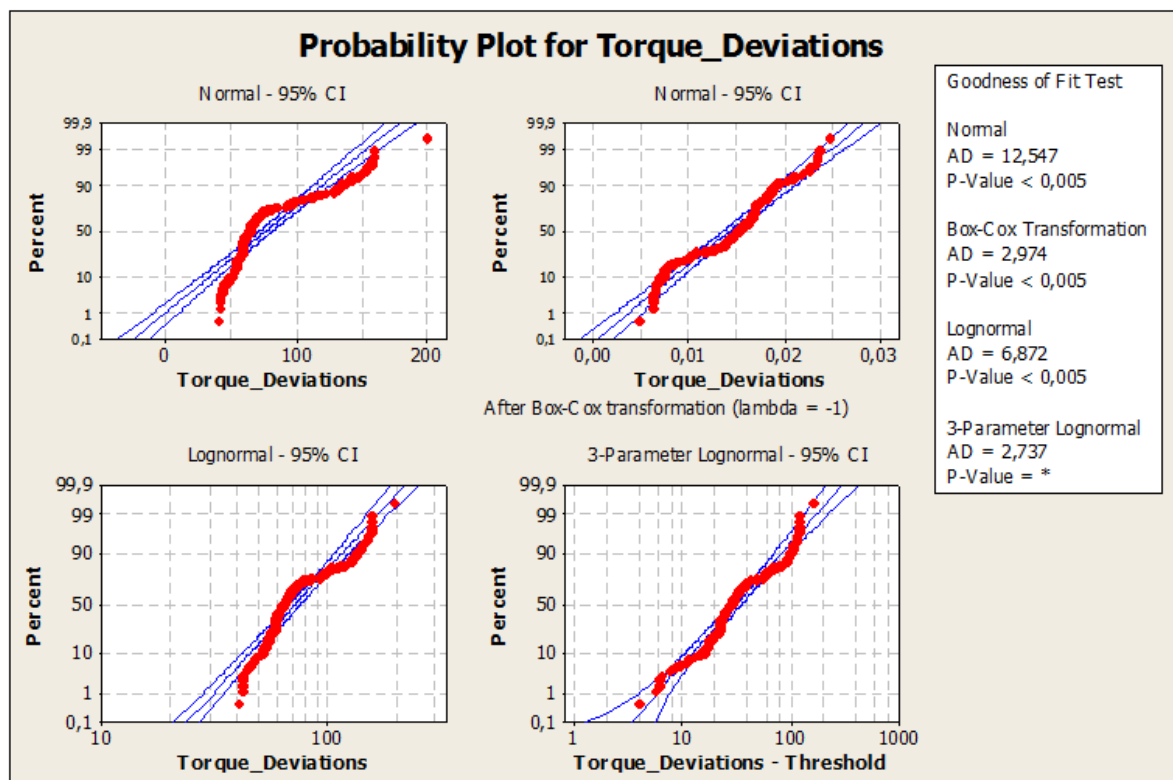 Probability Plot for Torque_Deviations
Normal - 95% CI
99,9
99
90
50
10
1
0,1
Percent
0
100
200
Torque_Deviations
Normal - 95% CI
99,9
99
90
50
10
1
0,1
Percent
0,00
0,01
0,02
0,03
Torque_Deviations
After Box-Cox transformation (lambda = -1)
Lognormal - 95% CI
99,9
99
90
50
10
1
0,1
Percent
10
100
Torque_Deviations
3-Parameter Lognormal - 95% CI
99,9
99
90
50
10
1
0,1
Percent
1
10
100
1000
Torque_Deviations - Threshold
Goodness of Fit Test
Normal
AD = 12,547
P-Value < 0,005
Box-Cox Transformation
AD = 2,974
P-Value < 0,005
Lognormal
AD = 6,872
P-Value < 0,005
3-Parameter Lognormal
AD = 2,737
P-Value = *